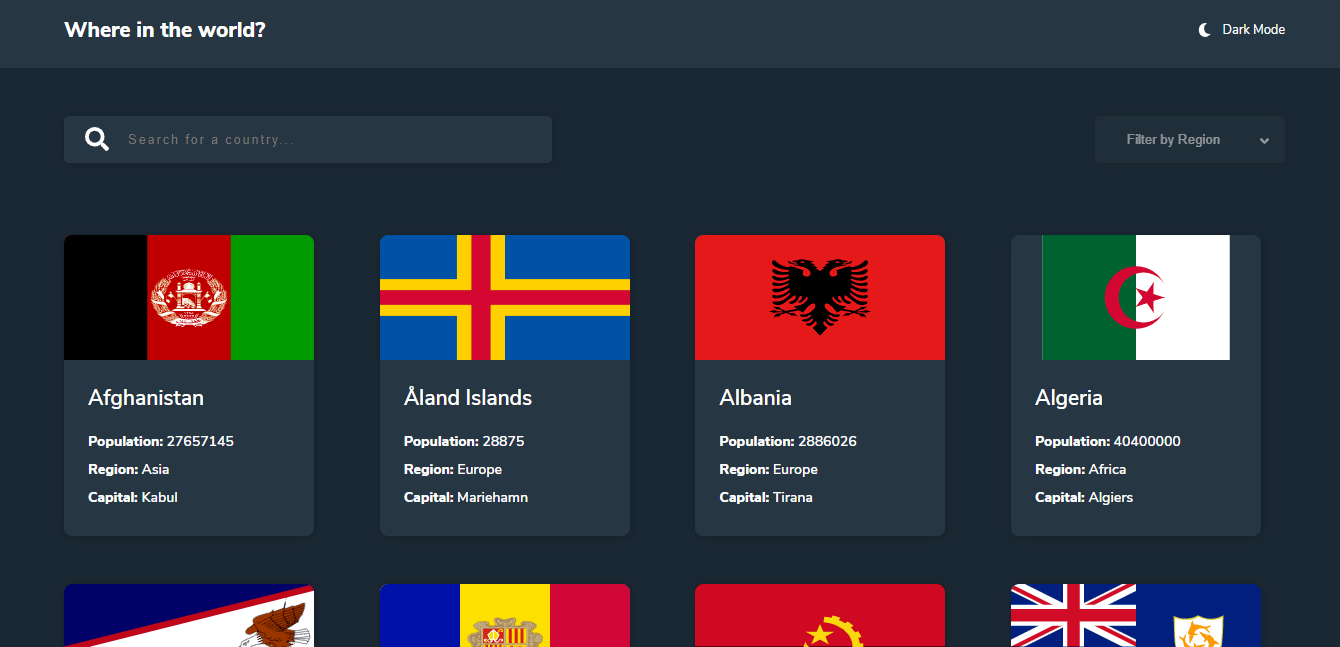 Where in the world?
Dark Mode
Search for a country...
Filter by Region
Afghanistan
Population: 27657145
Region: Asia
Capital: Kabul
Åland Islands
Population: 28875
Region: Europe
Capital: Mariehamn
Albania
Population: 2886026
Region: Europe
Capital: Tirana
Algeria
Population: 40400000
Region: Africa
Capital: Algiers